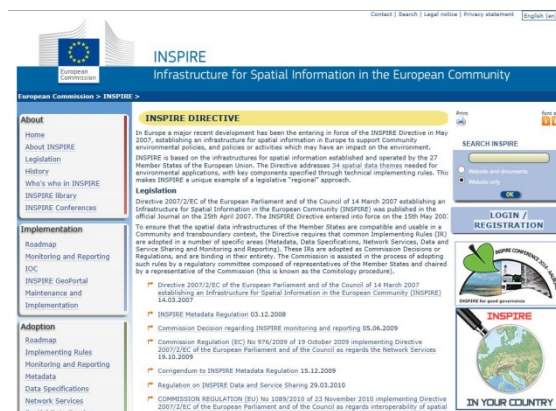 Contact | Search | Legal notice | Privacy statement English (en)
European
Commission
INSPIRE
Infrastructure for Spatial Information in the European Community
European Commission > INSPIRE >
About
Home
About INSPIRE
Legislation
History
Who's who in INSPIRE
INSPIRE library
INSPIRE Conferences
Implementation
Roadmap
Monitoring and Reporting
IOC
INSPIRE GeoPortal
Maintenance and
Implementation
Adoption
Roadmap
Implementing Rules
Monitoring and Reporting
Metadata
Data Specifications
Network Services
INSPIRE DIRECTIVE
In Europe a major recent development has been the entering in force of the INSPIRE Directive in May
2007, establishing an infrastructure for spatial information in Europe to support Community
environmental policies, and policies or activities which may have an impact on the environment.
INSPIRE is based on the infrastructures for spatial information established and operated by the 27
Member States of the European Union. The Directive addresses 34 spatial data themes needed for
environmental applications, with key components specified through technical implementing rules. This
makes INSPIRE a unique example of a legislative "regional" approach.
Legislation
Directive 2007/2/EC of the European Parliament and of the Council of 14 March 2007 establishing an
Infrastructure for Spatial Information in the European Community (INSPIRE) was published in the
official Journal on the 25th April 2007. The INSPIRE Directive entered into force on the 15th May 2007
To ensure that the spatial data infrastructures of the Member States are compatible and usable in a
Community and transboundary context, the Directive requires that common Implementing Rules (IR)
are adopted in a number of specific areas (Metadata, Data Specifications, Network Services, Data and
Service Sharing and Monitoring and Reporting). These IRs are adopted as Commission Decisions or
Regulations, and are binding in their entirety. The Commission is assisted in the process of adopting
such rules by a regulatory committee composed of representatives of the Member States and chaired
by a representative of the Commission (this is known as the Comitology procedure).
Directive 2007/2/EC of the European Parliament and of the Council of 14 March 2007
establishing an Infrastructure for Spatial Information in the European Community (INSPIRE)
14.03.2007
INSPIRE Metadata Regulation 03.12.2008
Commission Decision regarding INSPIRE monitoring and reporting 05.06.2009
Commission Regulation (EC) No 976/2009 of 19 October 2009 implementing Directive
2007/2/EC of the European Parliament and of the Council as regards the Network Services
19.10.2009
Corrigendum to INSPIRE Metadata Regulation 15.12.2009
Regulation on INSPIRE Data and Service Sharing 29.03.2010
COMMISSION REGULATION (EU) No 1089/2010 of 23 November 2010 implementing Directive
2007/2/EC of the European Parliament and of the Council as regards interoperability of spatial
Print
font
SEARCH INSPIRE
Website and documents
Website only
OK
LOGIN /
REGISTRATION
INSPIRE CONFERENCE 2014
INSPIRE for good governance
INSPIRE
IN YOUR COUNTRY